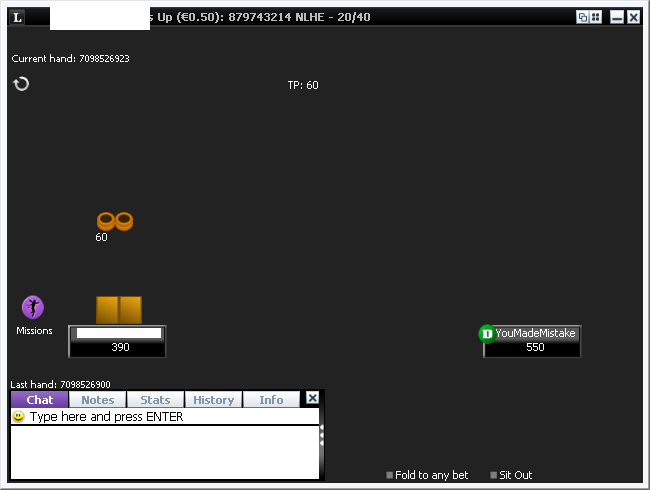 L s Up (€0.50): 879743214 NLHE - 20/40
Current hand: 7098526923
TP: 60
60
Missions
390
D YouMadeMistake
550
Last hand: 7098526900
Chat Notes Stats History Info
Type here and press ENTER
Fold to any bet Sit Out